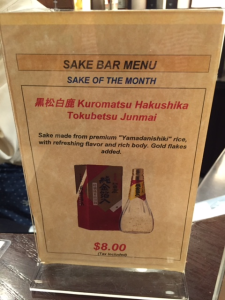 SAKE BAR MENU
SAKE OF THE MONTH
黒松白鹿 Kuromatsu Hakushika
Tokubetsu Junmai
Sake made from premium "Yamadanishiki" rice,
with refreshing flavor and rich body. Gold flakes
added.
$8.00
(Tax Included)